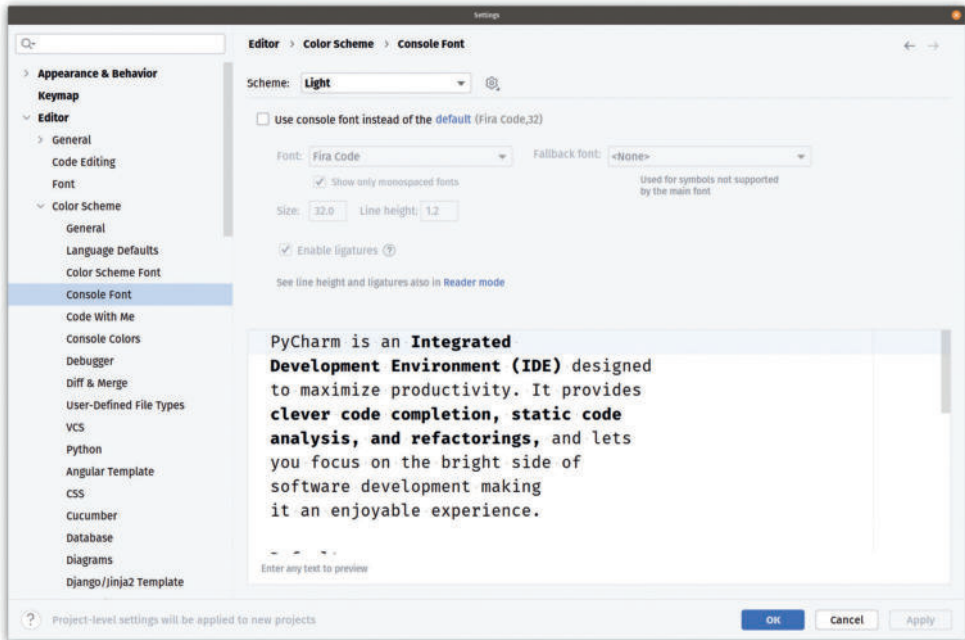 Settings
Editor > Color Scheme > Console Font
Appearance & Behavior
Keymap
Editor
General
Code Editing
Font
Color Scheme
General
Language Defaults
Color Scheme Font
Console Font
Code With Me
Console Colors
Debugger
Diff & Merge
User-Defined File Types
VCS
Python
Angular Template
CSS
Cucumber
Database
Diagrams
Django/Jinja2 Template
Scheme: Light
Use console font instead of the default (Fira Code,32)
Font: Fira Code Fallback font: <None>
Show only monospaced fonts
Used for symbols not supported
by the main font
Size: 32.0 Line height: 1.2
Enable ligatures ?
See line height and ligatures also in Reader mode
PyCharm is an Integrated
Development Environment (IDE) designed
to maximize productivity. It provides
clever code completion, static code
analysis, and refactorings, and lets
you focus on the bright side of
software development making
it an enjoyable experience.
Enter any text to preview
? Project-level settings will be applied to new projects
OK Cancel Apply